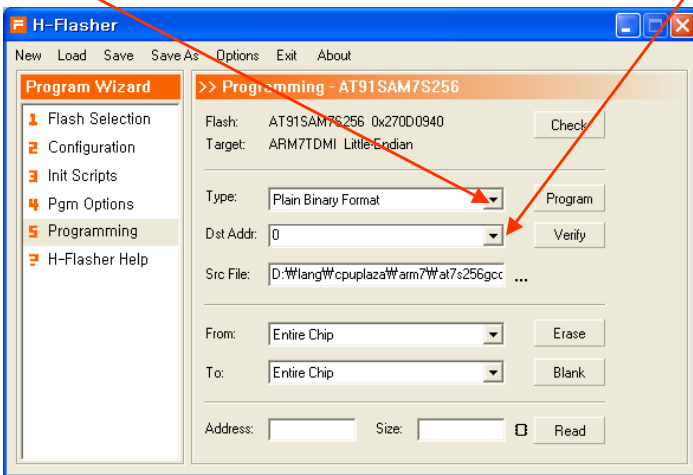 H-Flasher
New Load Save Save As Options Exit About
Program Wizard
1 Flash Selection
2 Configuration
3 Init Scripts
4 Pgm Options
5 Programming
? H-Flasher Help
>> Programming - AT91SAM7S256
Flash: AT91SAM7S256 0x270D0940 Check
Target: ARM7TDMI Little-Endian
Type: Plain Binary Format Program
Dst Addr: 0 Verify
Src File: D:₩lang₩cpuplaza₩arm7₩at7s256gcc ...
From: Entire Chip Erase
To: Entire Chip Blank
Address: Size: Read